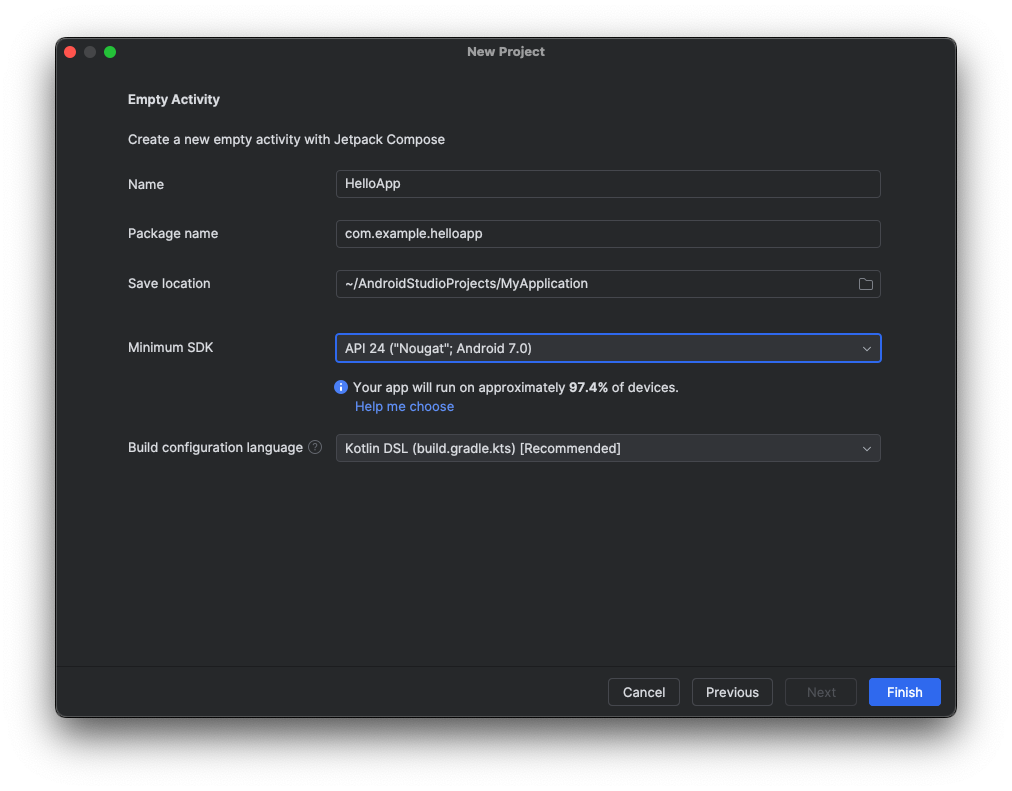 New Project
Empty Activity
Create a new empty activity with Jetpack Compose
Name HelloApp
Package name com.example.helloapp
Save location ~/AndroidStudioProjects/MyApplication
Minimum SDK API 24 ("Nougat"; Android 7.0)
Your app will run on approximately 97.4% of devices.
Help me choose
Build configuration language ? Kotlin DSL (build.gradle.kts) [Recommended]
Cancel Previous Next Finish